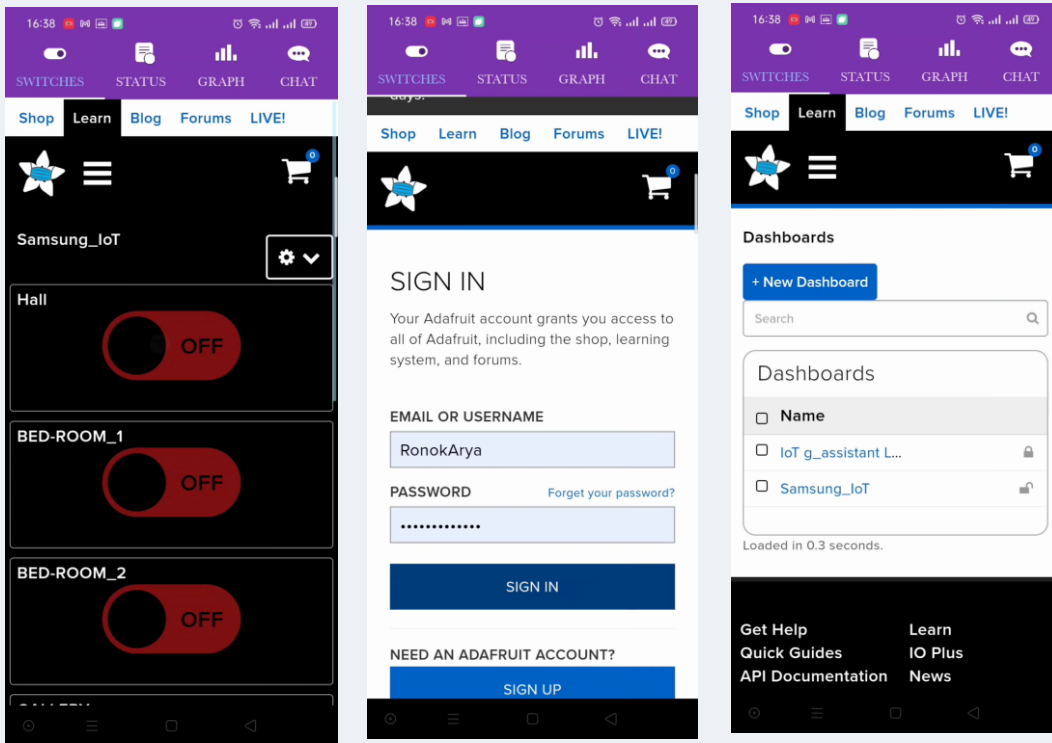 16:38
49
SWITCHES STATUS GRAPH CHAT
Shop Learn Blog Forums LIVE!
0
Samsung_IoT
Hall
OFF
BED-ROOM_1
OFF
BED-ROOM_2
OFF
16:38
49
SWITCHES STATUS GRAPH CHAT
days!
Shop Learn Blog Forums LIVE!
0
SIGN IN
Your Adafruit account grants you access to
all of Adafruit, including the shop, learning
system, and forums.
EMAIL OR USERNAME
RonokArya
PASSWORD Forget your password?
SIGN IN
NEED AN ADAFRUIT ACCOUNT?
SIGN UP
16:38
49
SWITCHES STATUS GRAPH CHAT
Shop Learn Blog Forums LIVE!
0
Dashboards
+ New Dashboard
Search
Dashboards
Name
IoT g_assistant L...
Samsung_IoT
Loaded in 0.3 seconds.
Get Help Learn
Quick Guides IO Plus
API Documentation News